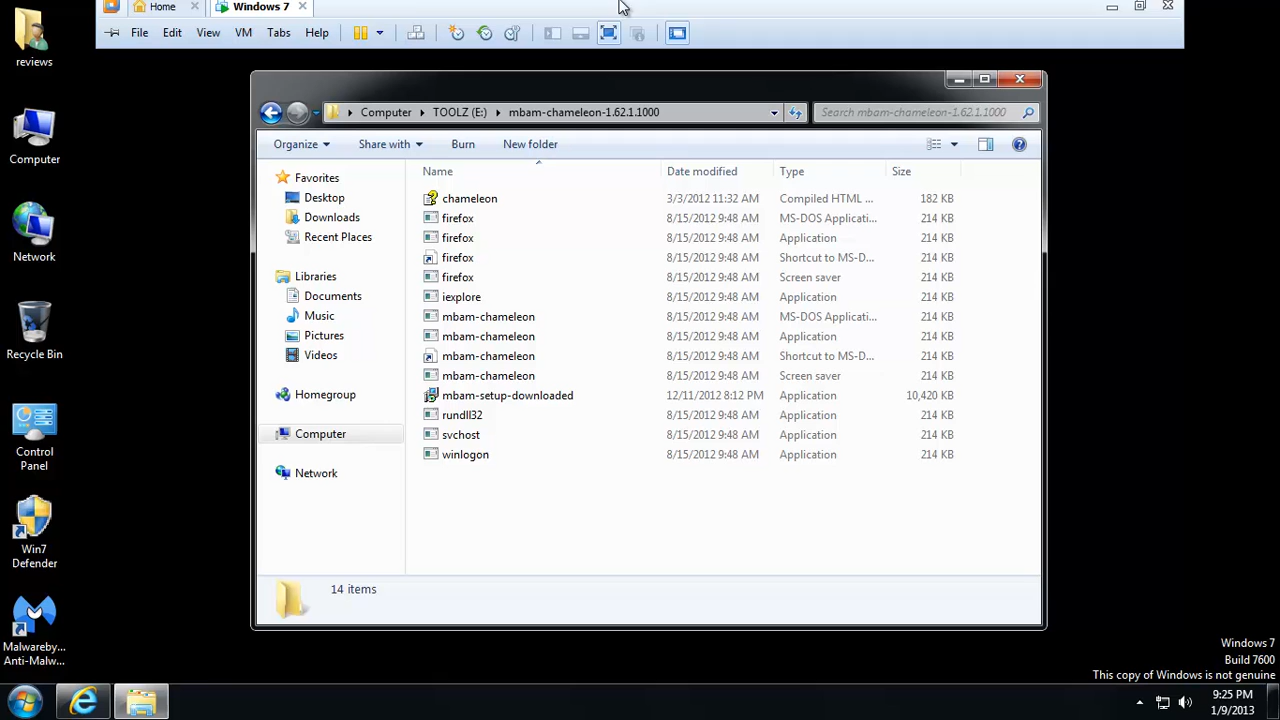 Home
Windows 7
File Edit View VM Tabs Help
reviews
Computer
Network
Recycle Bin
Control
Panel
Win7
Defender
Malwareby...
Anti-Malw...
Computer TOOLZ (E:) mbam-chameleon-1.62.1.1000
Search mbam-chameleon-1.62.1.1000
Organize Share with Burn New folder
Favorites
Desktop
Downloads
Recent Places
Libraries
Documents
Music
Pictures
Videos
Homegroup
Computer
Network
Name Date modified Type Size
chameleon 3/3/2012 11:32 AM Compiled HTML ... 182 KB
firefox 8/15/2012 9:48 AM MS-DOS Applicati... 214 KB
firefox 8/15/2012 9:48 AM Application 214 KB
firefox 8/15/2012 9:48 AM Shortcut to MS-D... 214 KB
firefox 8/15/2012 9:48 AM Screen saver 214 KB
iexplore 8/15/2012 9:48 AM Application 214 KB
mbam-chameleon 8/15/2012 9:48 AM MS-DOS Applicati... 214 KB
mbam-chameleon 8/15/2012 9:48 AM Application 214 KB
mbam-chameleon 8/15/2012 9:48 AM Shortcut to MS-D... 214 KB
mbam-chameleon 8/15/2012 9:48 AM Screen saver 214 KB
mbam-setup-downloaded 12/11/2012 8:12 PM Application 10,420 KB
rundll32 8/15/2012 9:48 AM Application 214 KB
svchost 8/15/2012 9:48 AM Application 214 KB
winlogon 8/15/2012 9:48 AM Application 214 KB
14 items
Windows 7
Build 7600
This copy of Windows is not genuine
9:25 PM
1/9/2013